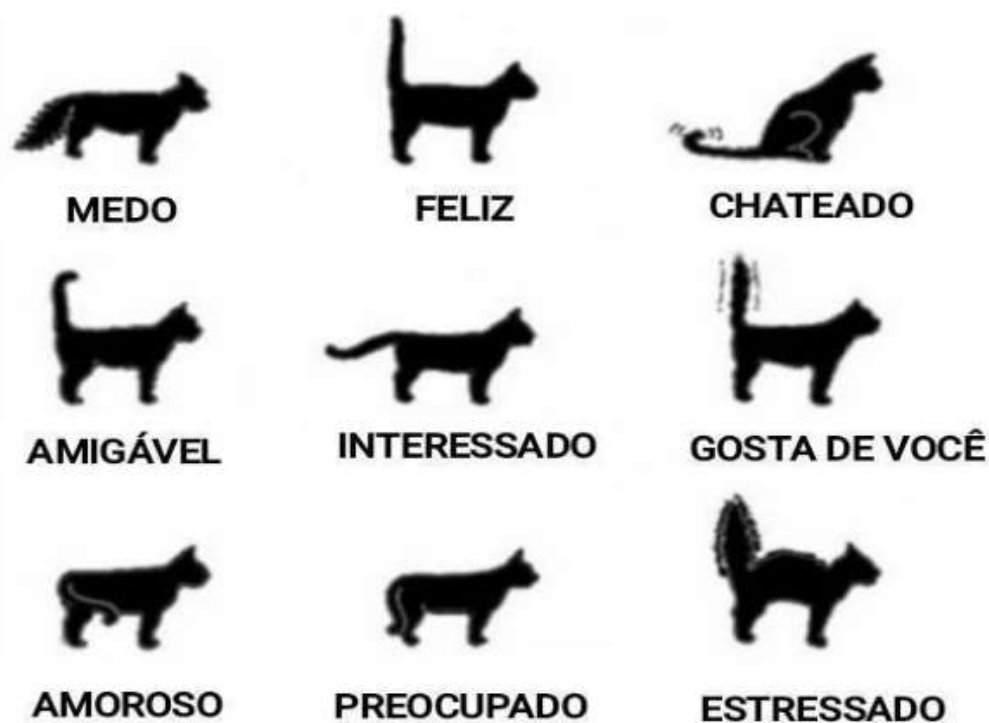 MEDO
FELIZ
CHATEADO
AMIGÁVEL
INTERESSADO
GOSTA DE VOCÊ
AMOROSO
PREOCUPADO
ESTRESSADO